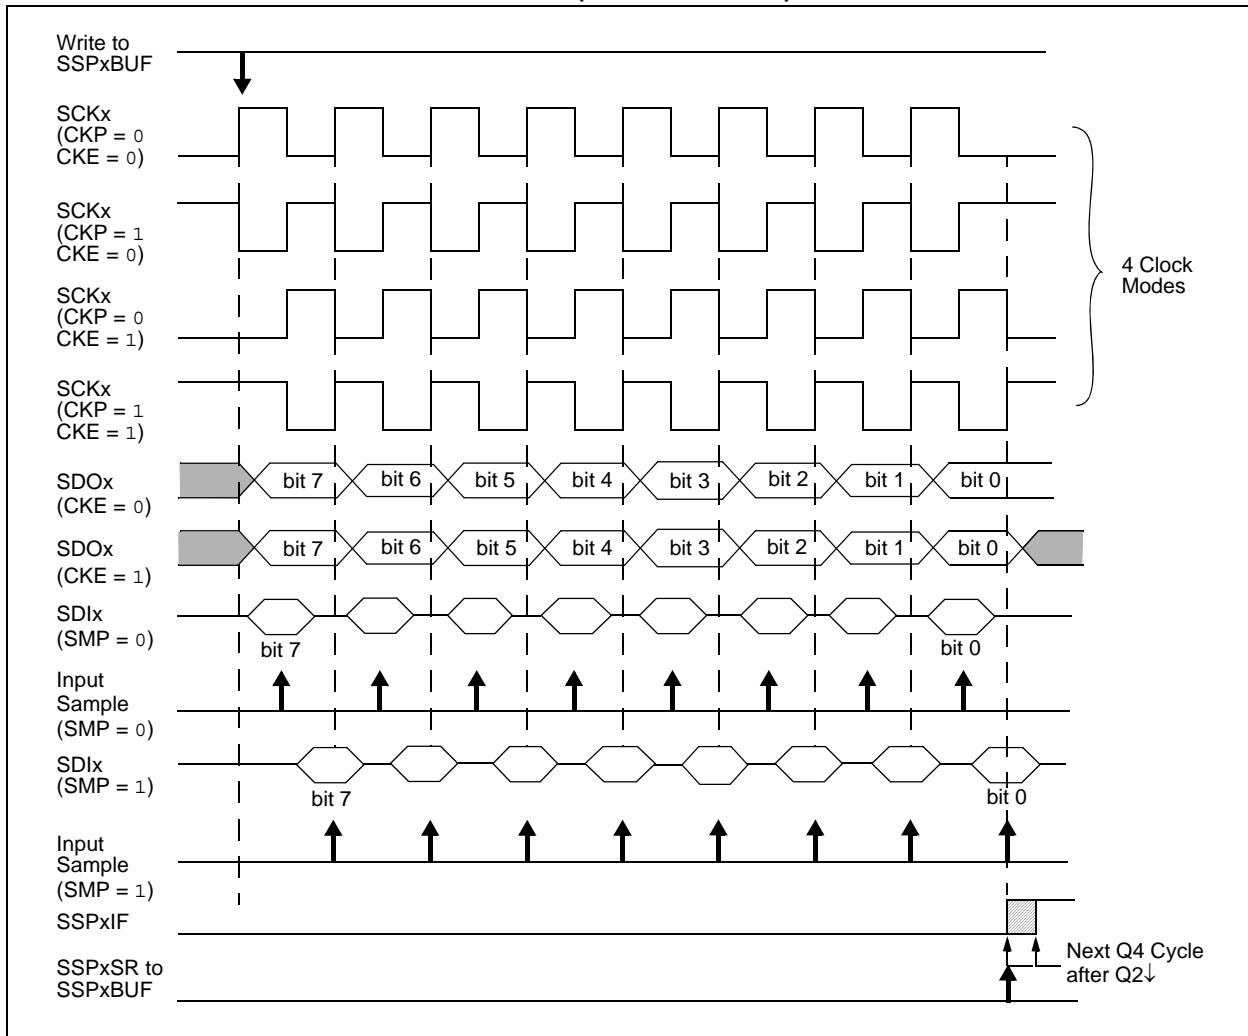 Write to
SSPxBUF
SCKx
(CKP = 0
CKE = 0)
SCKx
(CKP = 1
CKE = 0)
SCKx
(CKP = 0
CKE = 1)
SCKx
(CKP = 1
CKE = 1)
4 Clock
Modes
SDOx
(CKE = 0)
bit 7 bit 6 bit 5 bit 4 bit 3 bit 2 bit 1 bit 0
SDOx
(CKE = 1)
bit 7 bit 6 bit 5 bit 4 bit 3 bit 2 bit 1 bit 0
SDIx
(SMP = 0)
bit 7 bit 0
Input
Sample
(SMP = 0)
SDIx
(SMP = 1)
bit 7 bit 0
Input
Sample
(SMP = 1)
SSPxIF
SSPxSR to
SSPxBUF
Next Q4 Cycle
after Q2↓